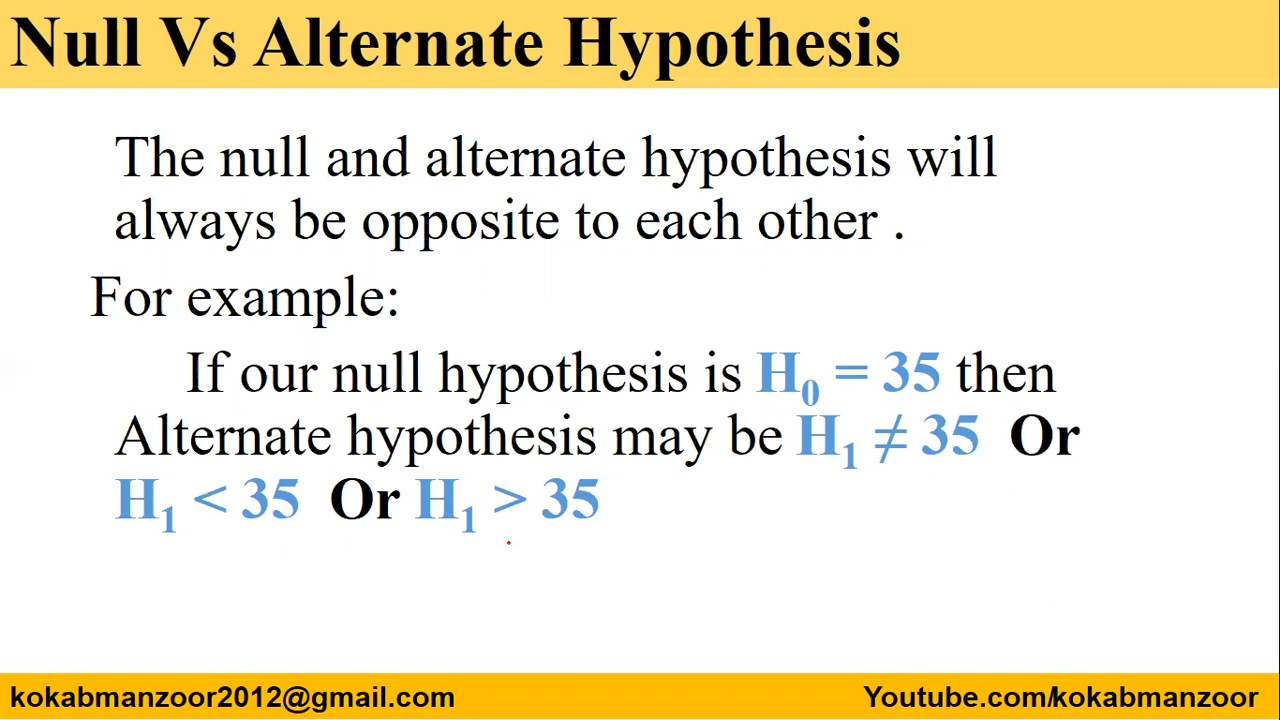 Null Vs Alternate Hypothesis
The null and alternate hypothesis will
always be opposite to each other .
For example:
If our null hypothesis is H₀ = 35 then
Alternate hypothesis may be H₁ ≠ 35 Or
H₁ < 35 Or H₁ > 35
kokabmanzoor2012@gmail.com
Youtube.com/kokabmanzoor